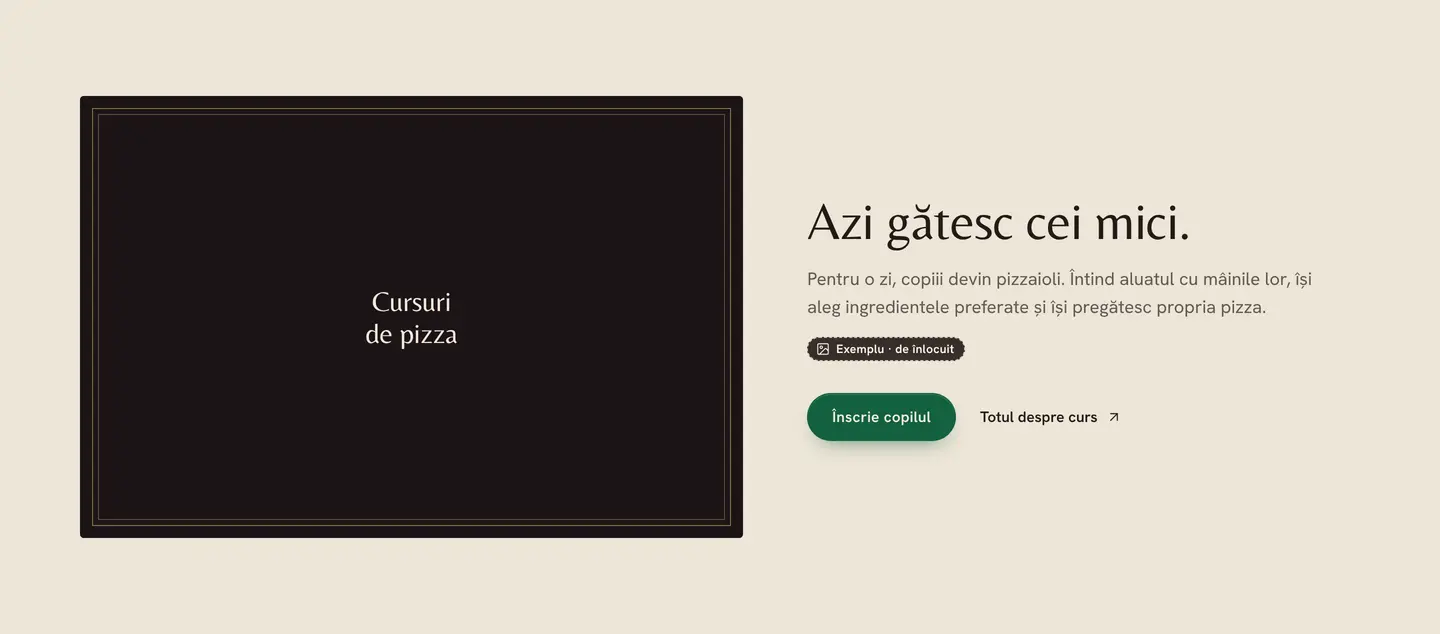 Cursuri
de pizza
Azi gătesc cei mici.
Pentru o zi, copiii devin pizzaioli. Întind aluatul cu mâinile lor, își
aleg ingredientele preferate și își pregătesc propria pizza.
Exemplu · de înlocuit
Înscrie copilul
Totul despre curs